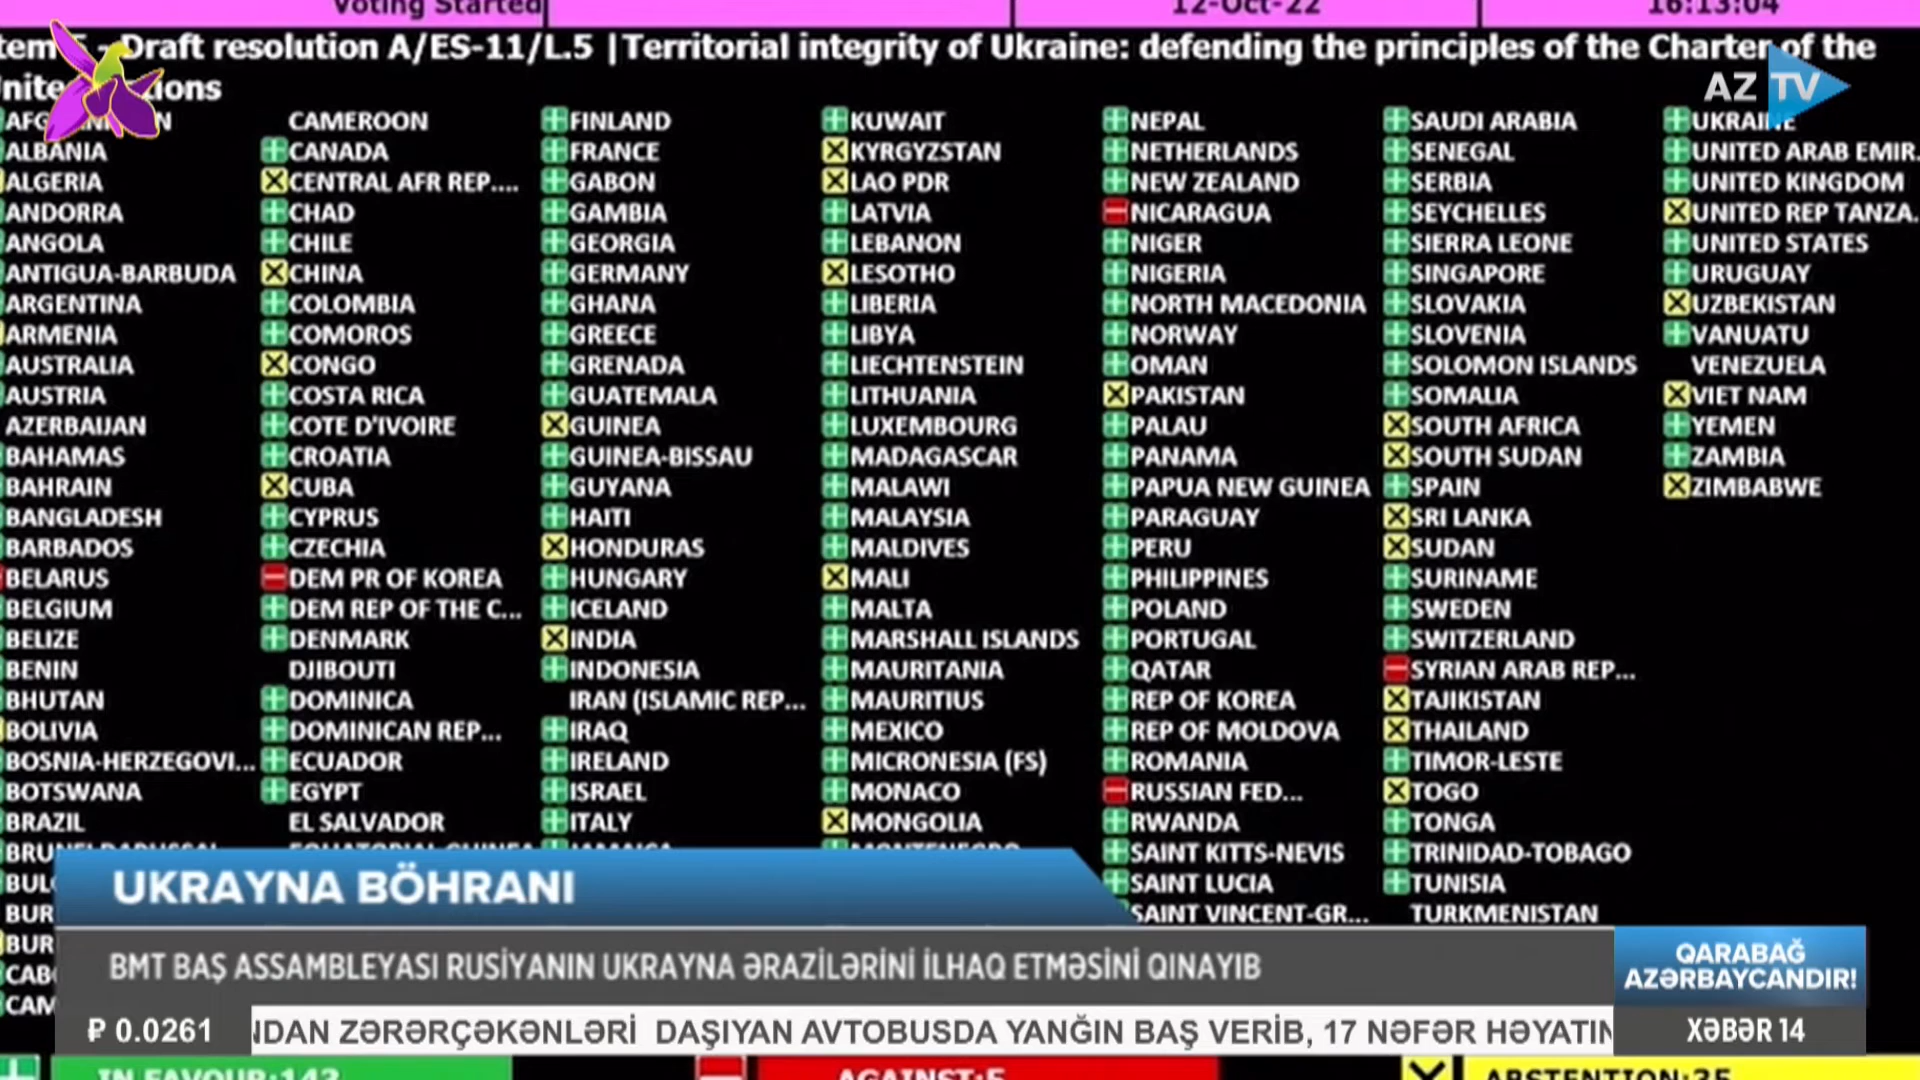 Voting Started 12-Oct-22 16:13:04
Draft resolution A/ES-11/L.5 | Territorial integrity of Ukraine: defending the principles of the Charter of the
AZ TV
ALBANIA
ALGERIA
ANDORRA
ANGOLA
ANTIGUA-BARBUDA
ARGENTINA
ARMENIA
AUSTRALIA
AUSTRIA
AZERBAIJAN
BAHAMAS
BAHRAIN
BANGLADESH
BARBADOS
BELARUS
BELGIUM
BELIZE
BENIN
BHUTAN
BOLIVIA
BOSNIA-HERZEGOVI...
BOTSWANA
BRAZIL
CAMEROON
CANADA
CENTRAL AFR REP....
CHAD
CHILE
CHINA
COLOMBIA
COMOROS
CONGO
COSTA RICA
COTE D'IVOIRE
CROATIA
CUBA
CYPRUS
CZECHIA
DEM PR OF KOREA
DEM REP OF THE C...
DENMARK
DJIBOUTI
DOMINICA
DOMINICAN REP...
ECUADOR
EGYPT
EL SALVADOR
FINLAND
FRANCE
GABON
GAMBIA
GEORGIA
GERMANY
GHANA
GREECE
GRENADA
GUATEMALA
GUINEA
GUINEA-BISSAU
GUYANA
HAITI
HONDURAS
HUNGARY
ICELAND
INDIA
INDONESIA
IRAN (ISLAMIC REP...
IRAQ
IRELAND
ISRAEL
ITALY
KUWAIT
KYRGYZSTAN
LAO PDR
LATVIA
LEBANON
LESOTHO
LIBERIA
LIBYA
LIECHTENSTEIN
LITHUANIA
LUXEMBOURG
MADAGASCAR
MALAWI
MALAYSIA
MALDIVES
MALI
MALTA
MARSHALL ISLANDS
MAURITANIA
MAURITIUS
MEXICO
MICRONESIA (FS)
MONACO
MONGOLIA
NEPAL
NETHERLANDS
NEW ZEALAND
NICARAGUA
NIGER
NIGERIA
NORTH MACEDONIA
NORWAY
OMAN
PAKISTAN
PALAU
PANAMA
PAPUA NEW GUINEA
PARAGUAY
PERU
PHILIPPINES
POLAND
PORTUGAL
QATAR
REP OF KOREA
REP OF MOLDOVA
ROMANIA
RUSSIAN FED...
RWANDA
SAINT KITTS-NEVIS
SAINT LUCIA
SAINT VINCENT-GR...
SAUDI ARABIA
SENEGAL
SERBIA
SEYCHELLES
SIERRA LEONE
SINGAPORE
SLOVAKIA
SLOVENIA
SOLOMON ISLANDS
SOMALIA
SOUTH AFRICA
SOUTH SUDAN
SPAIN
SRI LANKA
SUDAN
SURINAME
SWEDEN
SWITZERLAND
SYRIAN ARAB REP...
TAJIKISTAN
THAILAND
TIMOR-LESTE
TOGO
TONGA
TRINIDAD-TOBAGO
TUNISIA
TURKMENISTAN
UKRAINE
UNITED ARAB EMIR.
UNITED KINGDOM
UNITED REP TANZA.
UNITED STATES
URUGUAY
UZBEKISTAN
VANUATU
VENEZUELA
VIET NAM
YEMEN
ZAMBIA
ZIMBABWE
UKRAYNA BÖHRANI
BMT BAŞ ASSAMBLEYASI RUSİYANIN UKRAYNA ƏRAZİLƏRİNİ İLHAQ ETMƏSİNİ QINAYIB
QARABAĞ
AZƏRBAYCANDIR!
₽ 0.0261 ZƏRƏRÇƏKƏNLƏRİ DAŞIYAN AVTOBUSDA YANĞIN BAŞ VERİB, 17 NƏFƏR
XƏBƏR 14
IN FAVOUR:143 AGAINST:5 ABSTENTION:35